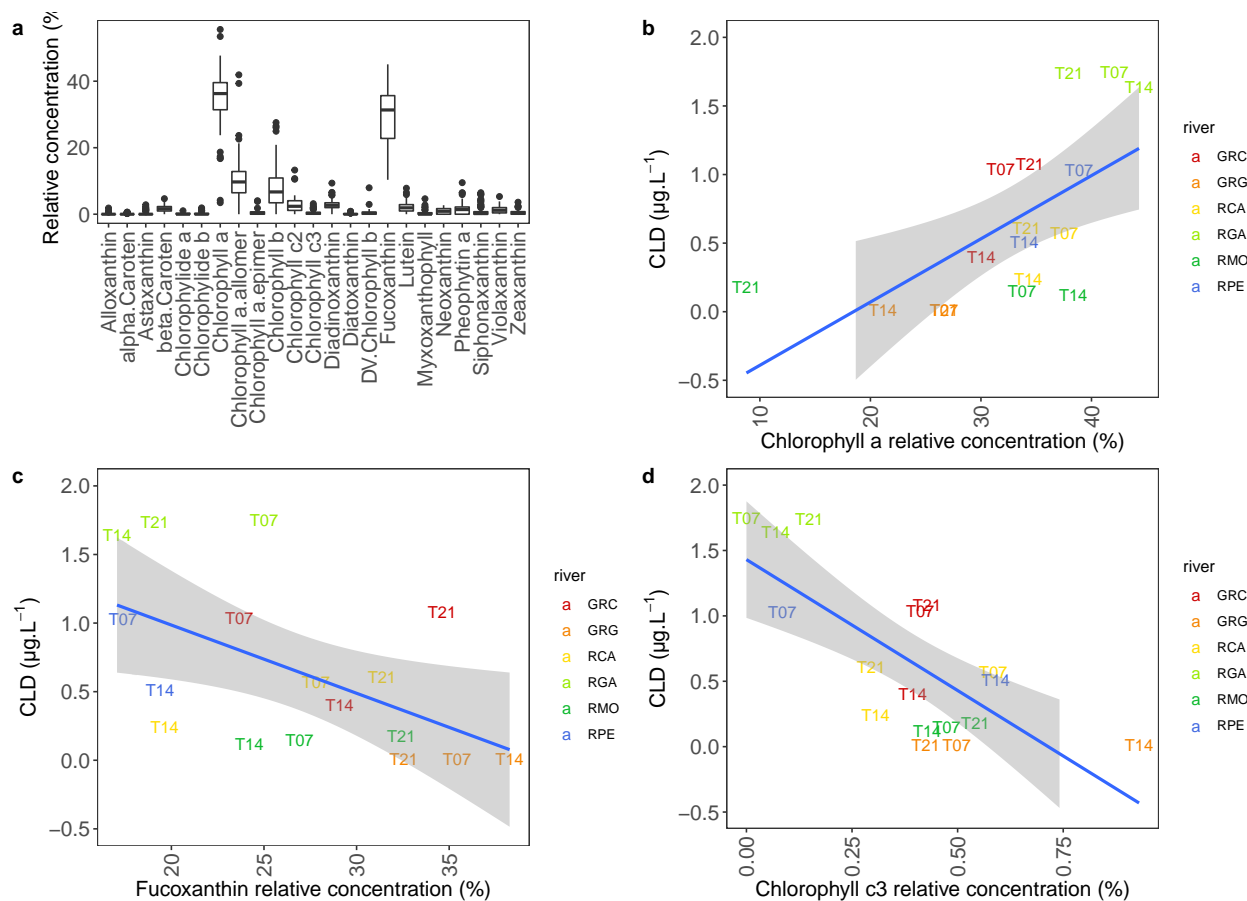 a
Relative concentration (%
40
20
0
Alloxanthin
alpha.Caroten
Astaxanthin
beta.Caroten
Chlorophylide a
Chlorophylide b
Chlorophyll a
Chlorophyll a.allomer
Chlorophyll a.epimer
Chlorophyll b
Chlorophyll c2
Chlorophyll c3
Diadinoxanthin
Diatoxanthin
DV.Chlorophyll b
Fucoxanthin
Lutein
Myxoxanthophyll
Neoxanthin
Pheophytin a
Siphonaxanthin
Violaxanthin
Zeaxanthin
b
CLD (µg.L−1)
2.0
1.5
1.0
0.5
0.0
−0.5
T21 T07
T14
T07 T21 T07
T21 T07
T14
T14
T14
T21 T07 T14
T14 T07 T21
10 20 30 40
Chlorophyll a relative concentration (%)
river
a GRC
a GRG
a RCA
a RGA
a RMO
a RPE
c
CLD (µg.L−1)
2.0
1.5
1.0
0.5
0.0
−0.5
T21 T07
T14
T07 T07 T21
T07 T21
T14
T14
T14
T14 T07 T21
T21 T07 T14
20 25 30 35
Fucoxanthin relative concentration (%)
river
a GRC
a GRG
a RCA
a RGA
a RMO
a RPE
d
CLD (µg.L−1)
2.0
1.5
1.0
0.5
0.0
−0.5
T07 T21
T14
T07 T07 T21
T21 T07
T14
T14
T14
T14 T07 T21
T21 T07 T14
0.00 0.25 0.50 0.75
Chlorophyll c3 relative concentration (%)
river
a GRC
a GRG
a RCA
a RGA
a RMO
a RPE